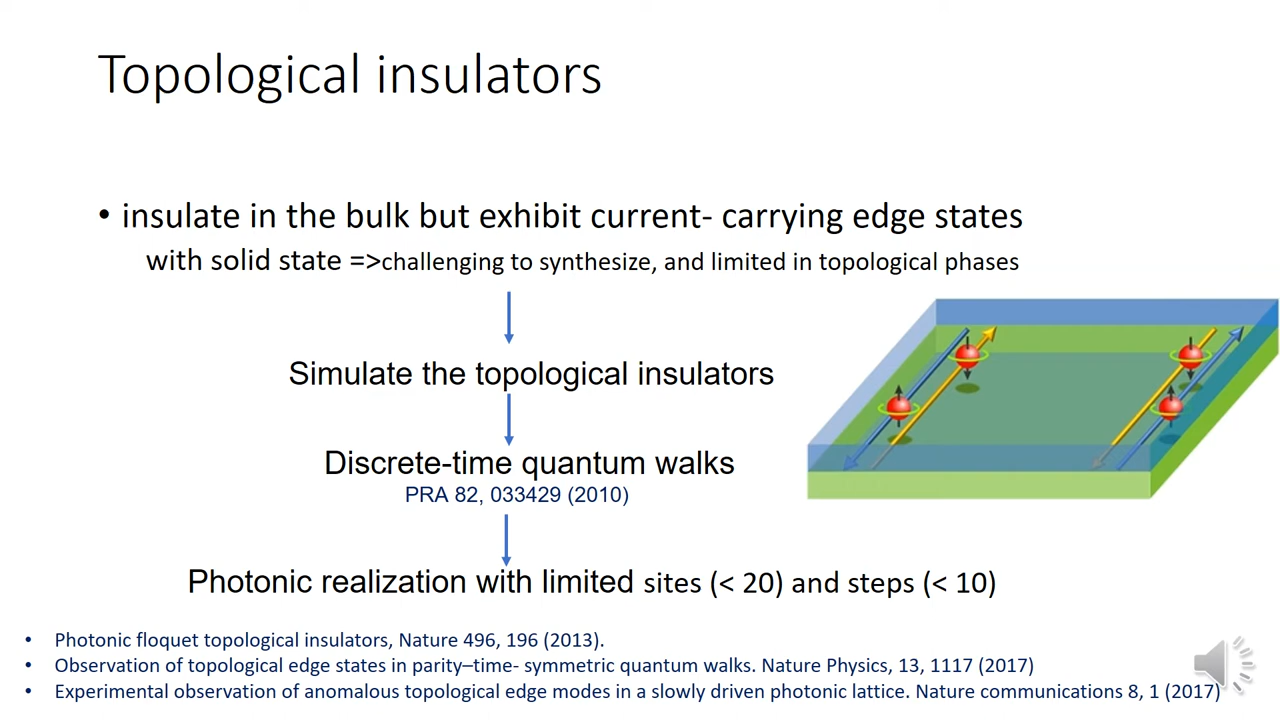 Topological insulators
• insulate in the bulk but exhibit current- carrying edge states
with solid state =>challenging to synthesize, and limited in topological phases
Simulate the topological insulators
Discrete-time quantum walks
PRA 82, 033429 (2010)
Photonic realization with limited sites (< 20) and steps (< 10)
• Photonic floquet topological insulators, Nature 496, 196 (2013).
• Observation of topological edge states in parity–time- symmetric quantum walks. Nature Physics, 13, 1117 (2017)
• Experimental observation of anomalous topological edge modes in a slowly driven photonic lattice. Nature communications 8, 1 (2017)